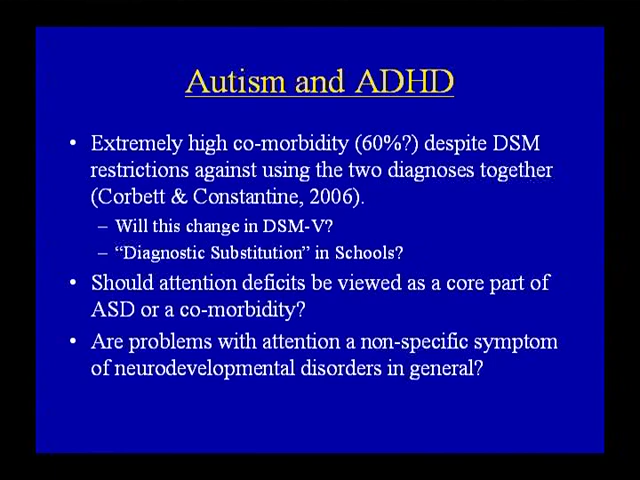 Autism and ADHD
• Extremely high co-morbidity (60%?) despite DSM
restrictions against using the two diagnoses together
(Corbett & Constantine, 2006).
– Will this change in DSM-V?
– “Diagnostic Substitution” in Schools?
• Should attention deficits be viewed as a core part of
ASD or a co-morbidity?
• Are problems with attention a non-specific symptom
of neurodevelopmental disorders in general?